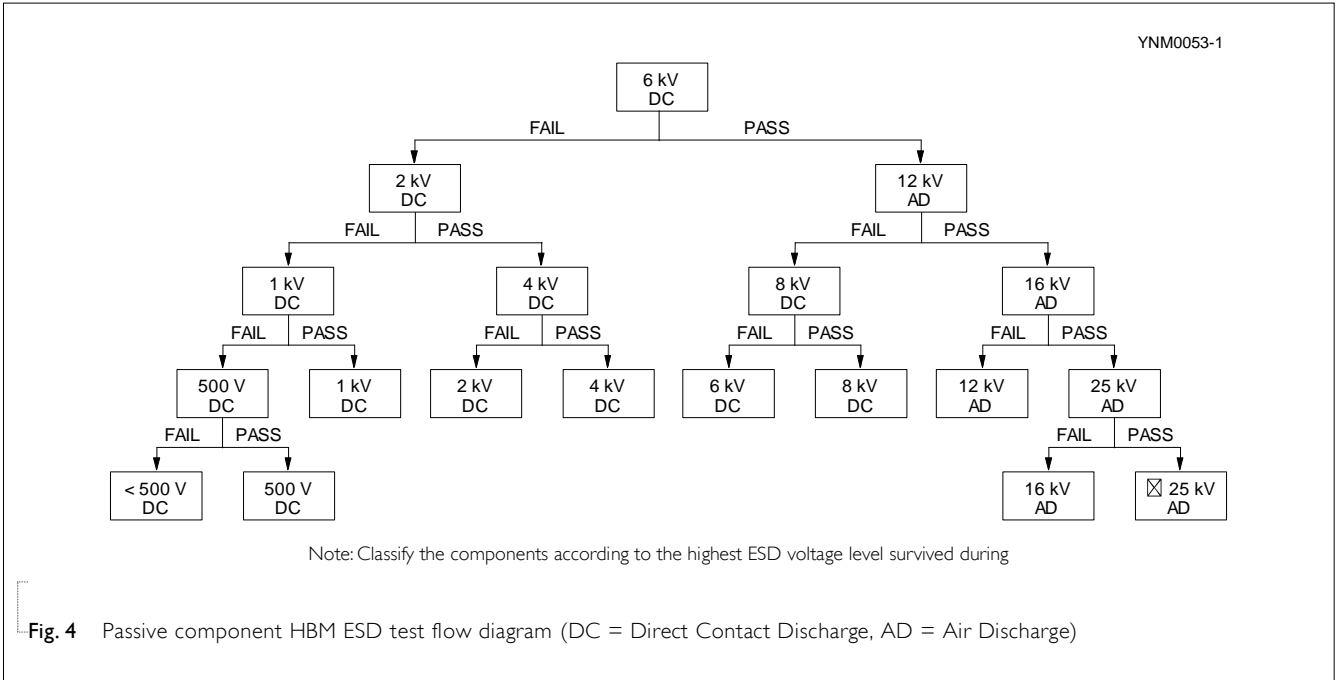 YNM0053-1
6 kV
DC
FAIL PASS
2 kV
DC
12 kV
AD
FAIL PASS
FAIL PASS
1 kV
DC
4 kV
DC
8 kV
DC
16 kV
AD
FAIL PASS
FAIL PASS
FAIL PASS
FAIL PASS
500 V
DC
1 kV
DC
2 kV
DC
4 kV
DC
6 kV
DC
8 kV
DC
12 kV
AD
25 kV
AD
FAIL PASS
FAIL PASS
< 500 V
DC
500 V
DC
16 kV
AD
☒ 25 kV
AD
Note: Classify the components according to the highest ESD voltage level survived during
Fig. 4 Passive component HBM ESD test flow diagram (DC = Direct Contact Discharge, AD = Air Discharge)